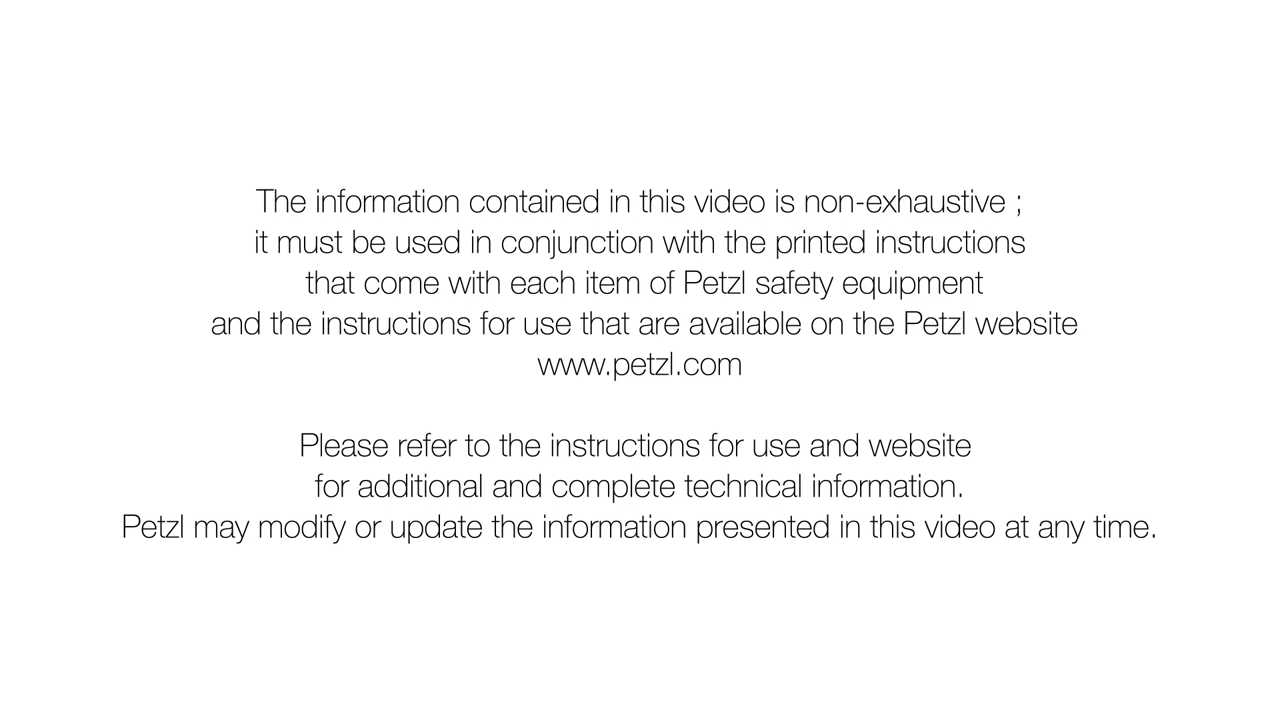 The information contained in this video is non-exhaustive ;
it must be used in conjunction with the printed instructions
that come with each item of Petzl safety equipment
and the instructions for use that are available on the Petzl website
www.petzl.com
Please refer to the instructions for use and website
for additional and complete technical information.
Petzl may modify or update the information presented in this video at any time.